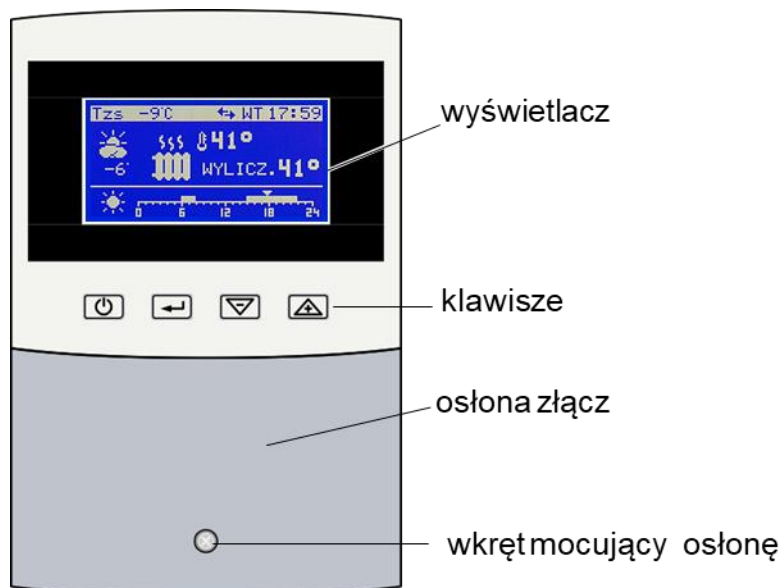 Tzs -9°C ⇆ WT 17:59
41°
-6° WYLICZ. 41°
0 6 12 18 24
wyświetlacz
klawisze
osłona złącz
wkręt mocujący osłonę